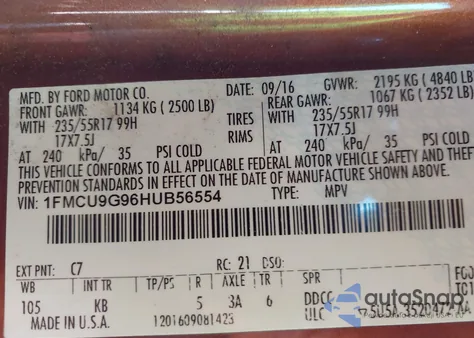 MFD. BY FORD MOTOR CO. DATE: 09/16 GVWR: 2195 KG (4840 LB)
FRONT GAWR: 1134 KG (2500 LB) REAR GAWR: 1067 KG (2352 LB)
WITH 235/55R17 99H TIRES WITH 235/55R17 99H
17X7.5J RIMS 17X7.5J
AT 240 kPa/ 35 PSI COLD AT 240 kPa/ 35 PSI COLD
THIS VEHICLE CONFORMS TO ALL APPLICABLE FEDERAL MOTOR VEHICLE SAFETY AND THEFT
PREVENTION STANDARDS IN EFFECT ON THE DATE OF MANUFACTURE SHOWN ABOVE.
VIN: 1FMCU9G96HUB56554 TYPE: MPV
EXT PNT: C7 RC: 21 DSO:
WB INT TR TP/PS R AXLE TR SPR
105 KB 5 3A 6 DDCC
MADE IN U.S.A. 1201609081423 ULC
autoSnap